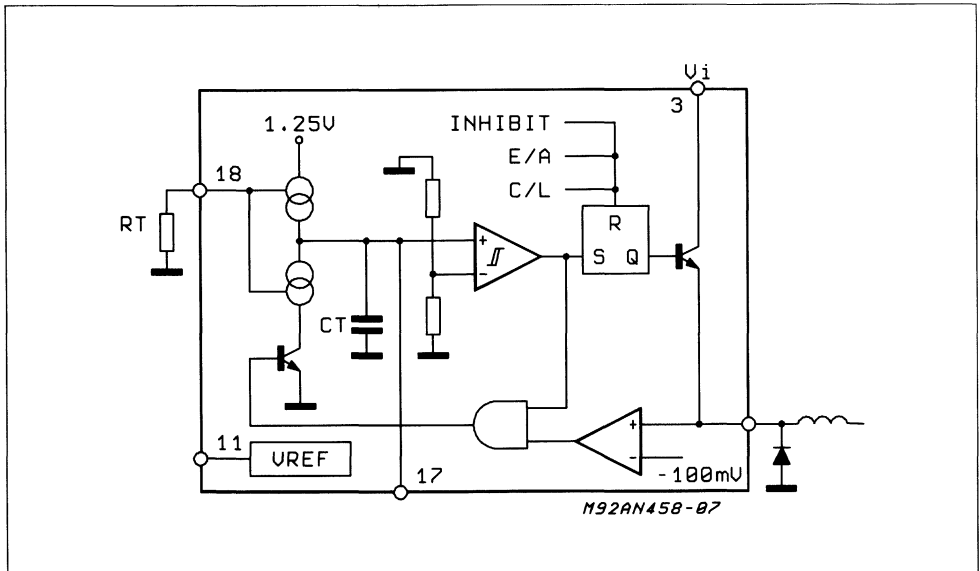 Vi
3
1.25V
INHIBIT
E/A
C/L
18
RT
R
S Q
+
-
CT
11
VREF
17
+
-
-100mV
M92AN458-07